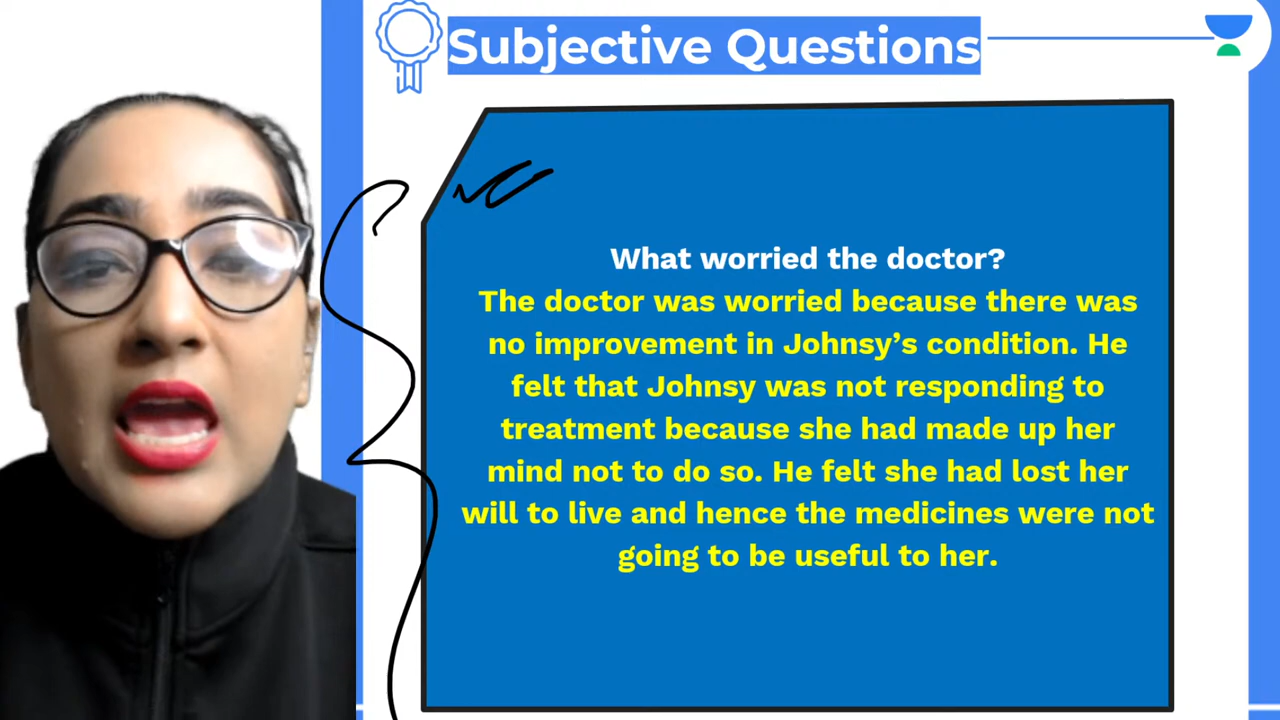 Subjective Questions
What worried the doctor?
The doctor was worried because there was
no improvement in Johnsy’s condition. He
felt that Johnsy was not responding to
treatment because she had made up her
mind not to do so. He felt she had lost her
will to live and hence the medicines were not
going to be useful to her.